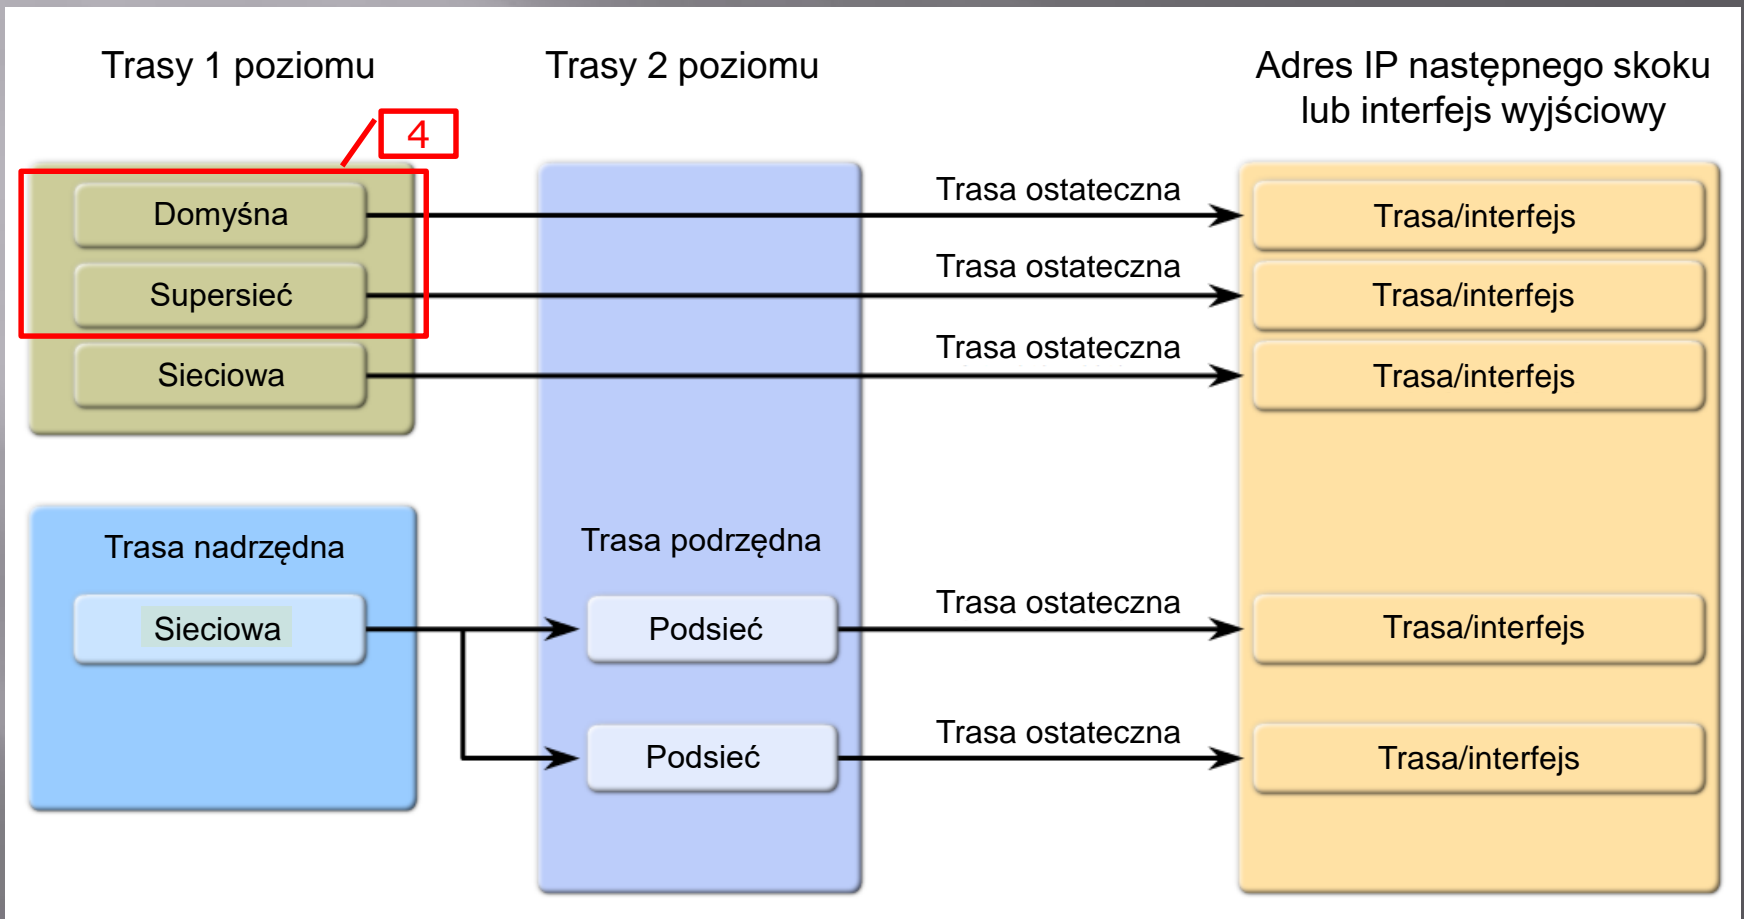 Trasy 1 poziomu
Trasy 2 poziomu
Adres IP następnego skoku
lub interfejs wyjściowy
4
Domyśna
Trasa ostateczna
Trasa/interfejs
Supersieć
Trasa ostateczna
Trasa/interfejs
Sieciowa
Trasa ostateczna
Trasa/interfejs
Trasa nadrzędna
Trasa podrzędna
Sieciowa
Podsieć
Trasa ostateczna
Trasa/interfejs
Podsieć
Trasa ostateczna
Trasa/interfejs